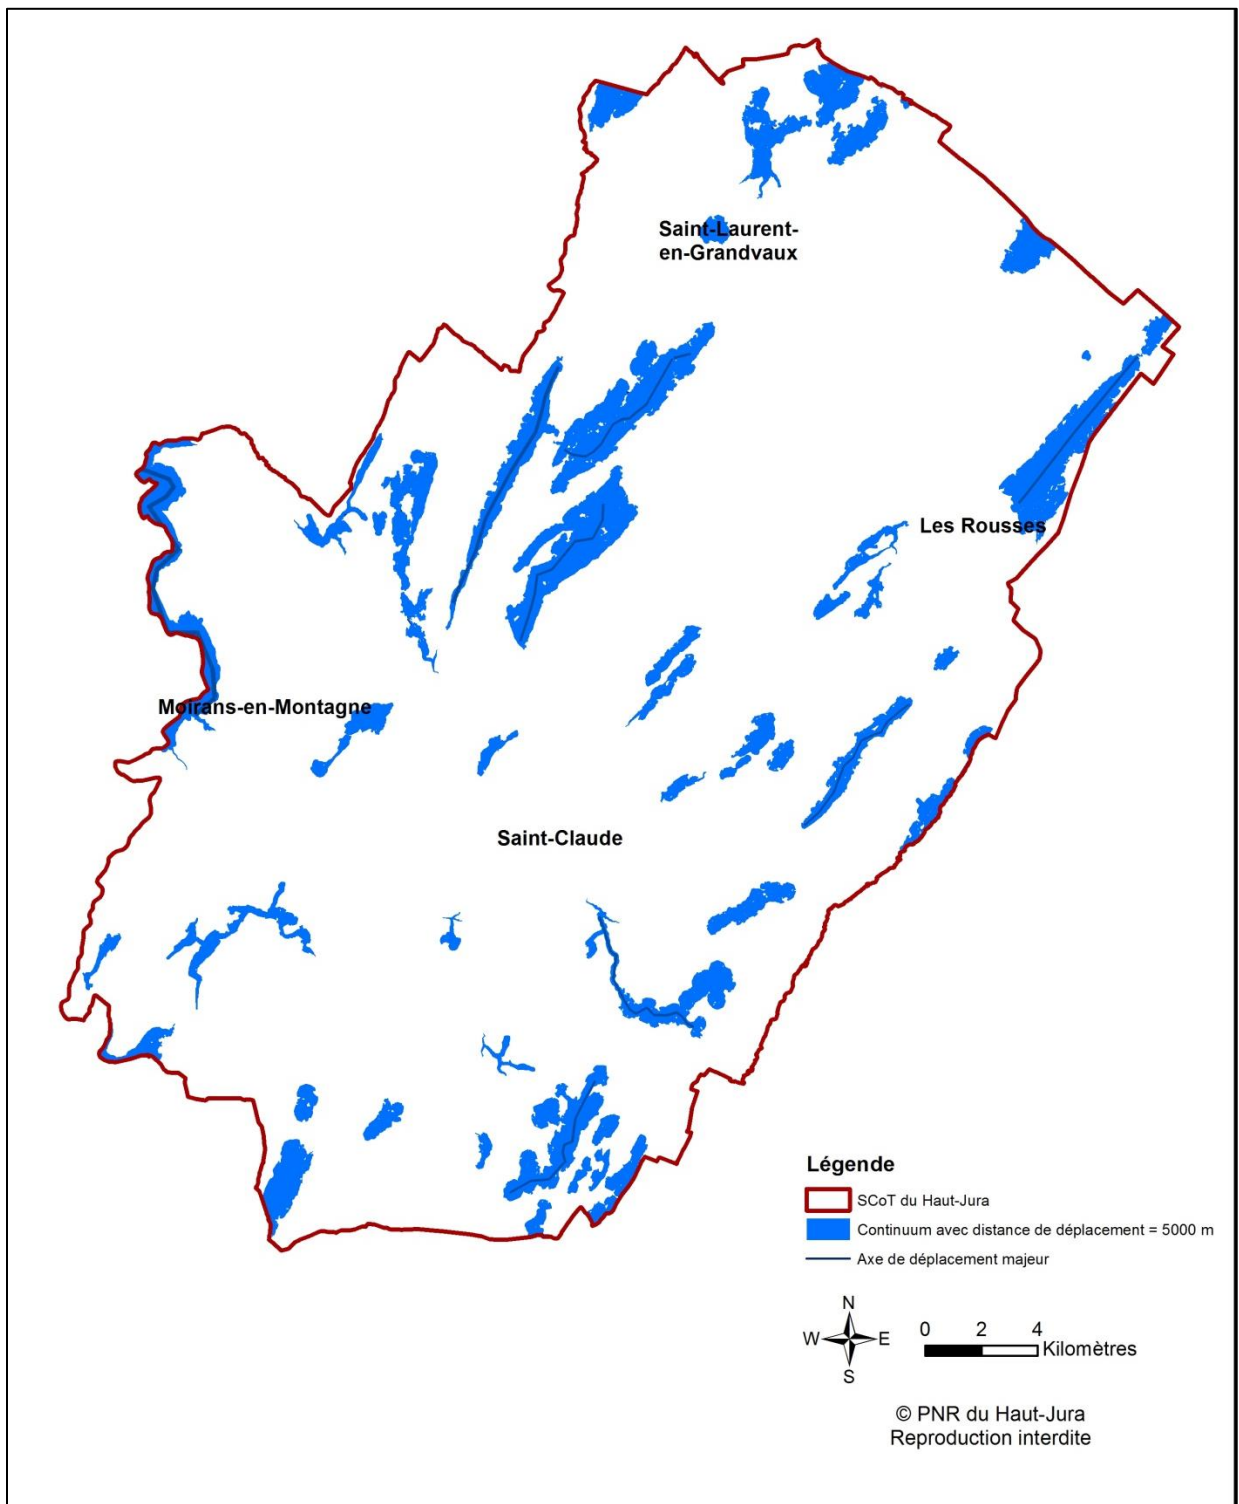 Saint-Laurent-
en-Grandvaux
Les Rousses
Moirans-en-Montagne
Saint-Claude
Légende
SCoT du Haut-Jura
Continuum avec distance de déplacement = 5000 m
Axe de déplacement majeur
N
W E
S
0 2 4
Kilomètres
© PNR du Haut-Jura
Reproduction interdite